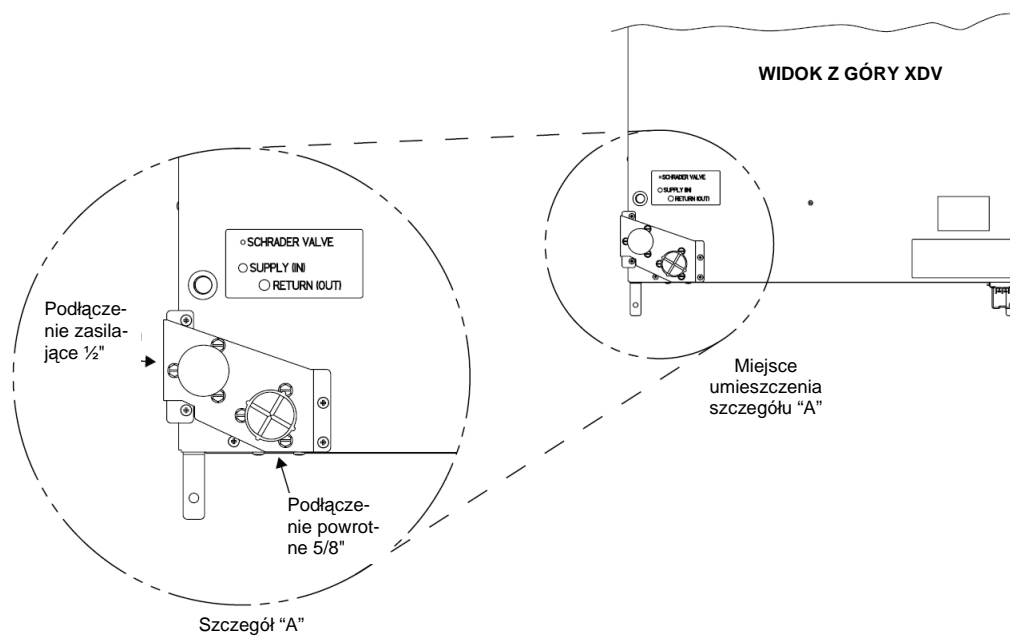 WIDOK Z GÓRY XDV
SCHRADER VALVE
SUPPLY (IN)
RETURN (OUT)
SCHRADER VALVE
SUPPLY (IN)
RETURN (OUT)
Podłącze-
nie zasila-
jące ½"
Miejsce
umieszczenia
szczegółu “A”
Podłącze-
nie powrot-
ne 5/8"
Szczegół “A”